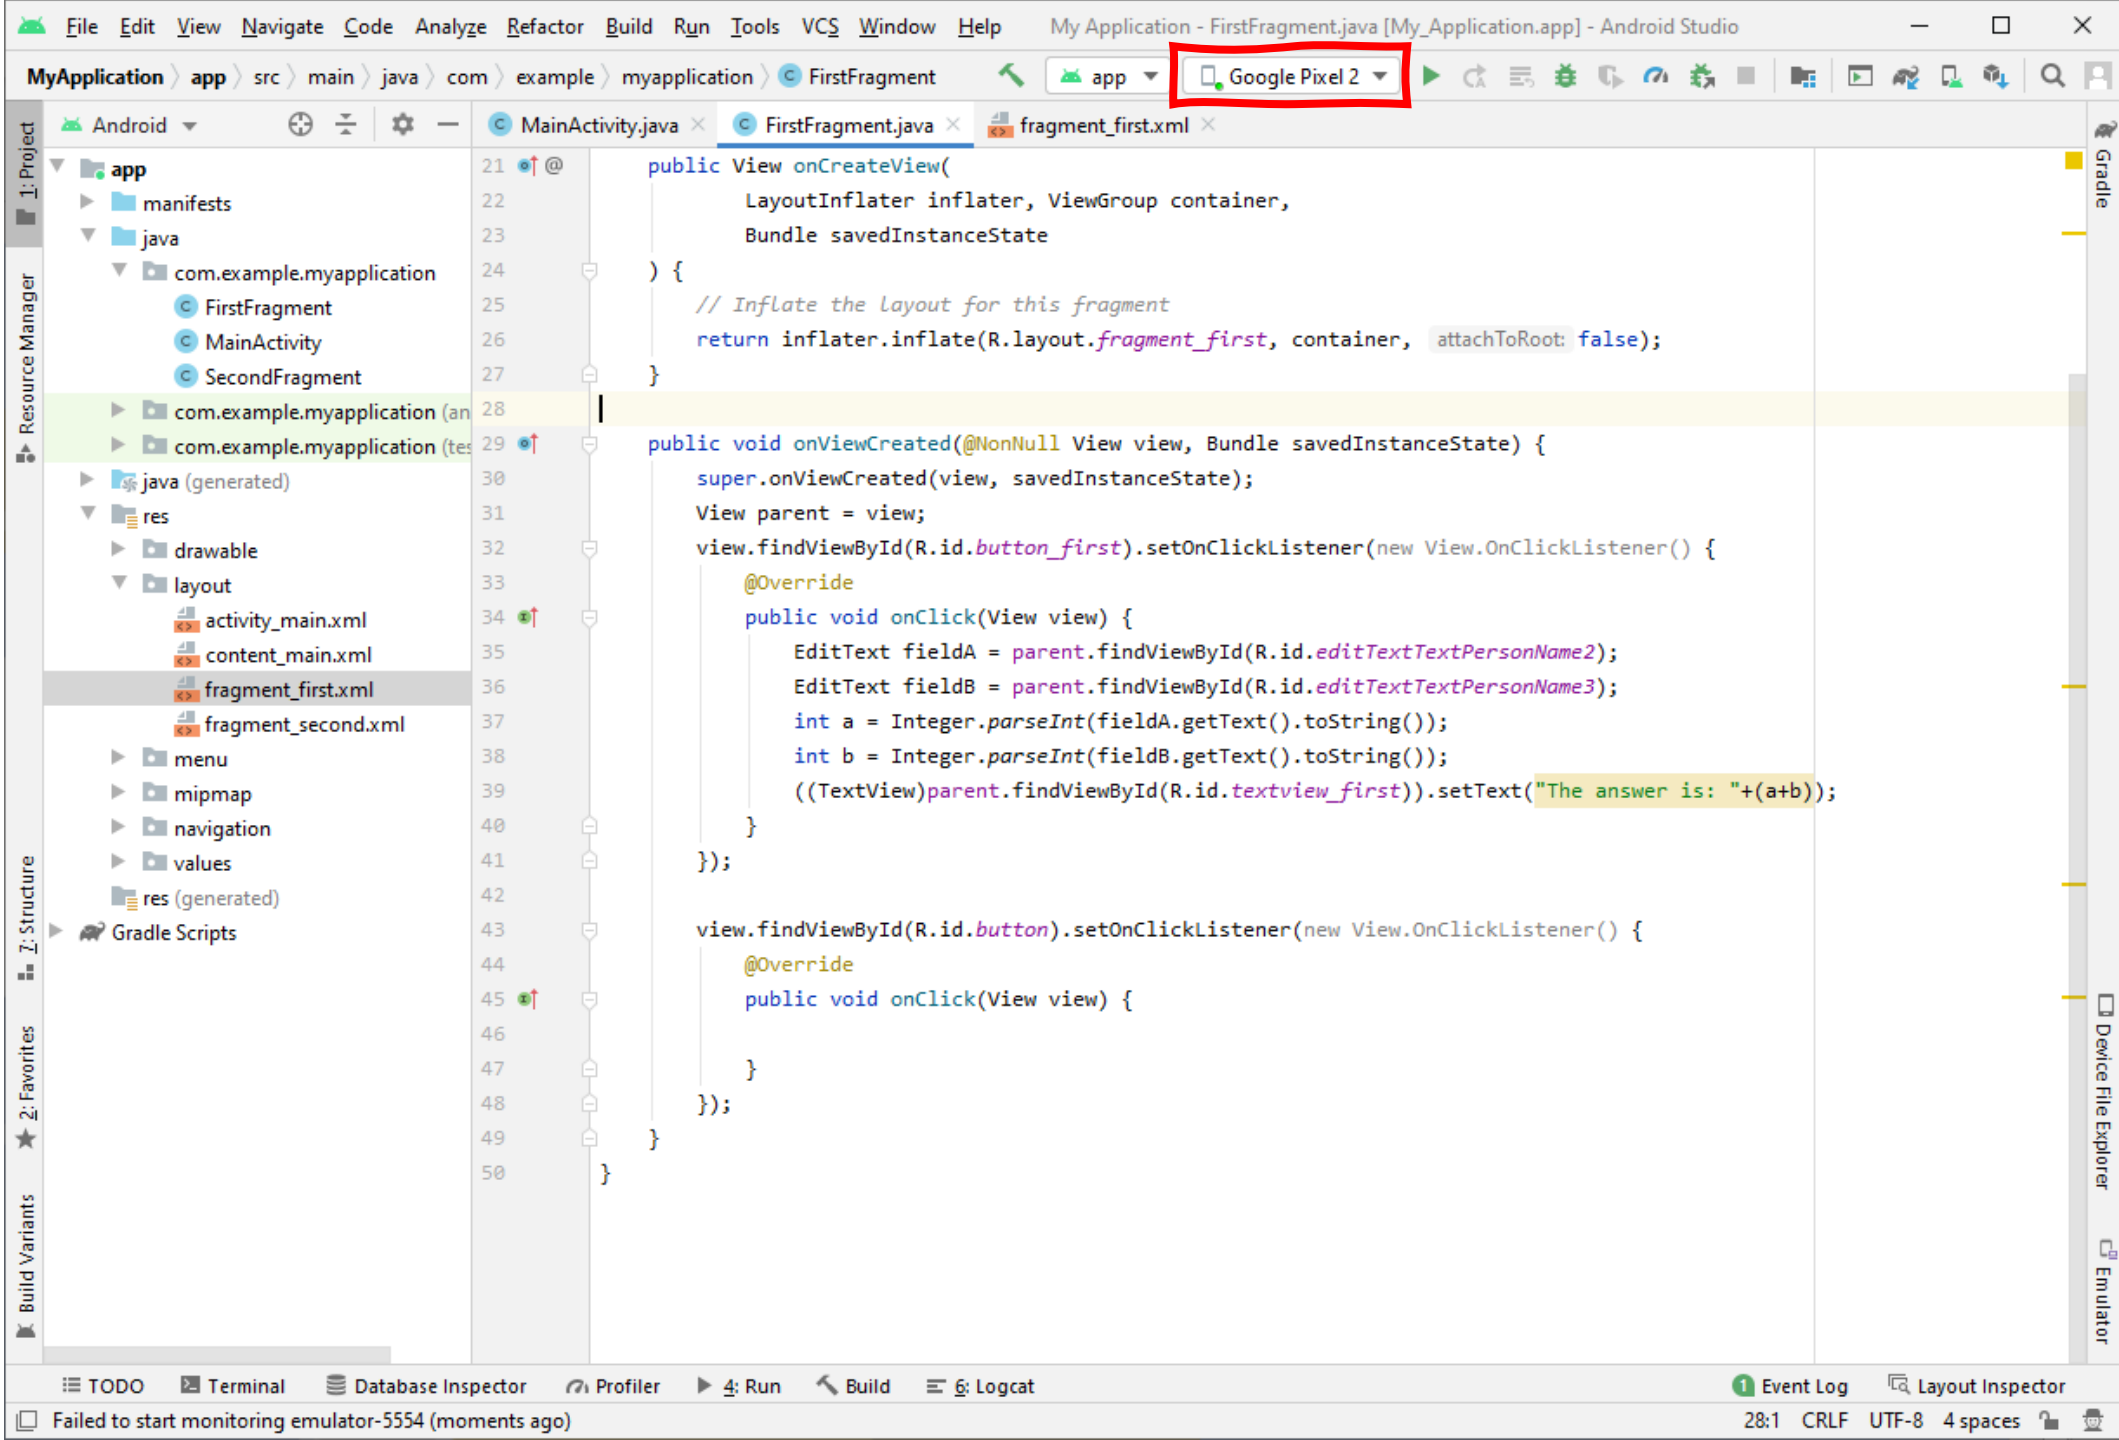 File Edit View Navigate Code Analyze Refactor Build Run Tools VCS Window Help My Application - FirstFragment.java [My_Application.app] - Android Studio
MyApplication app src main java com example myapplication FirstFragment app Google Pixel 2
Android
MainActivity.java FirstFragment.java fragment_first.xml
1: Project
Resource Manager
7: Structure
2: Favorites
Build Variants
app
manifests
java
com.example.myapplication
FirstFragment
MainActivity
SecondFragment
com.example.myapplication (an
com.example.myapplication (tes
java (generated)
res
drawable
layout
activity_main.xml
content_main.xml
fragment_first.xml
fragment_second.xml
menu
mipmap
navigation
values
res (generated)
Gradle Scripts
21 @ public View onCreateView(
22 LayoutInflater inflater, ViewGroup container,
23 Bundle savedInstanceState
24 ) {
25 // Inflate the layout for this fragment
26 return inflater.inflate(R.layout.fragment_first, container, attachToRoot: false);
27 }
28
29 public void onViewCreated(@NonNull View view, Bundle savedInstanceState) {
30 super.onViewCreated(view, savedInstanceState);
31 View parent = view;
32 view.findViewById(R.id.button_first).setOnClickListener(new View.OnClickListener() {
33 @Override
34 public void onClick(View view) {
35 EditText fieldA = parent.findViewById(R.id.editTextTextPersonName2);
36 EditText fieldB = parent.findViewById(R.id.editTextTextPersonName3);
37 int a = Integer.parseInt(fieldA.getText().toString());
38 int b = Integer.parseInt(fieldB.getText().toString());
39 ((TextView)parent.findViewById(R.id.textview_first)).setText("The answer is: "+(a+b));
40 }
41 });
42
43 view.findViewById(R.id.button).setOnClickListener(new View.OnClickListener() {
44 @Override
45 public void onClick(View view) {
46
47 }
48 });
49 }
50 }
Gradle
Device File Explorer
Emulator
TODO Terminal Database Inspector Profiler 4: Run Build 6: Logcat 1 Event Log Layout Inspector
Failed to start monitoring emulator-5554 (moments ago) 28:1 CRLF UTF-8 4 spaces